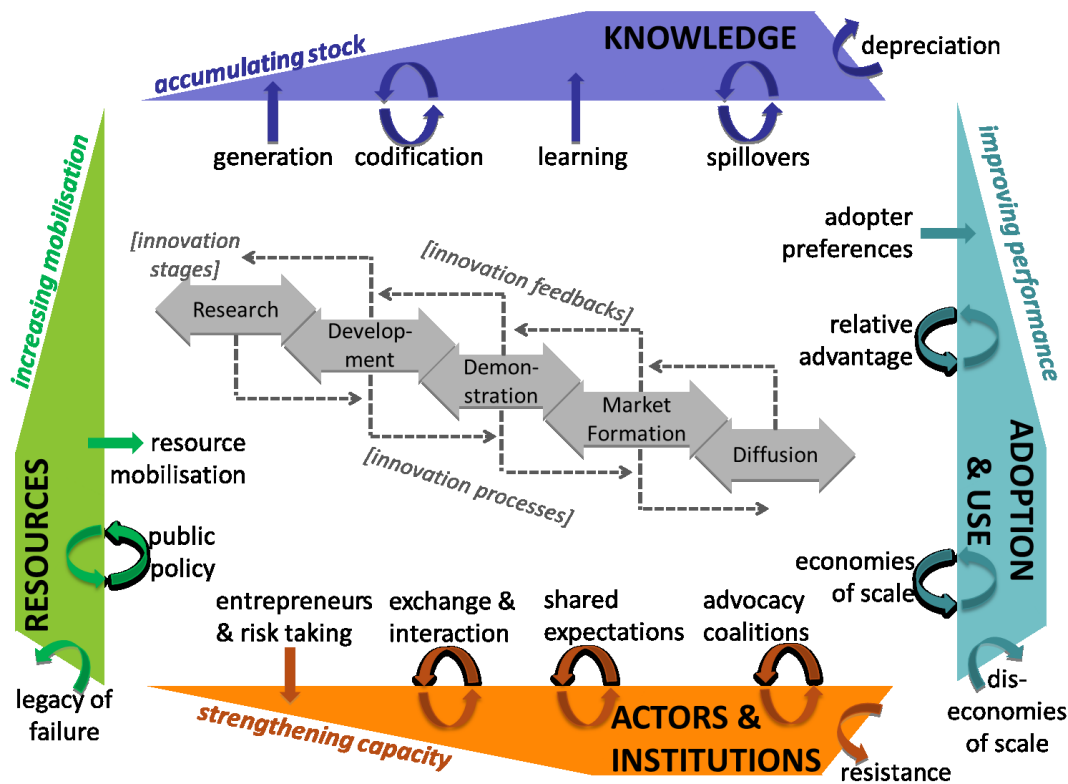 KNOWLEDGE
depreciation
accumulating stock
generation
codification
learning
spillovers
increasing mobilisation
RESOURCES
resource
mobilisation
public
policy
legacy of
failure
[innovation
stages]
[innovation feedbacks]
Research
Develop-
ment
Demon-
stration
Market
Formation
Diffusion
[innovation processes]
adopter
preferences
relative
advantage
economies
of scale
improving performance
ADOPTION
& USE
dis-
economies
of scale
entrepreneurs
& risk taking
exchange &
interaction
shared
expectations
advocacy
coalitions
strengthening capacity
ACTORS &
INSTITUTIONS
resistance